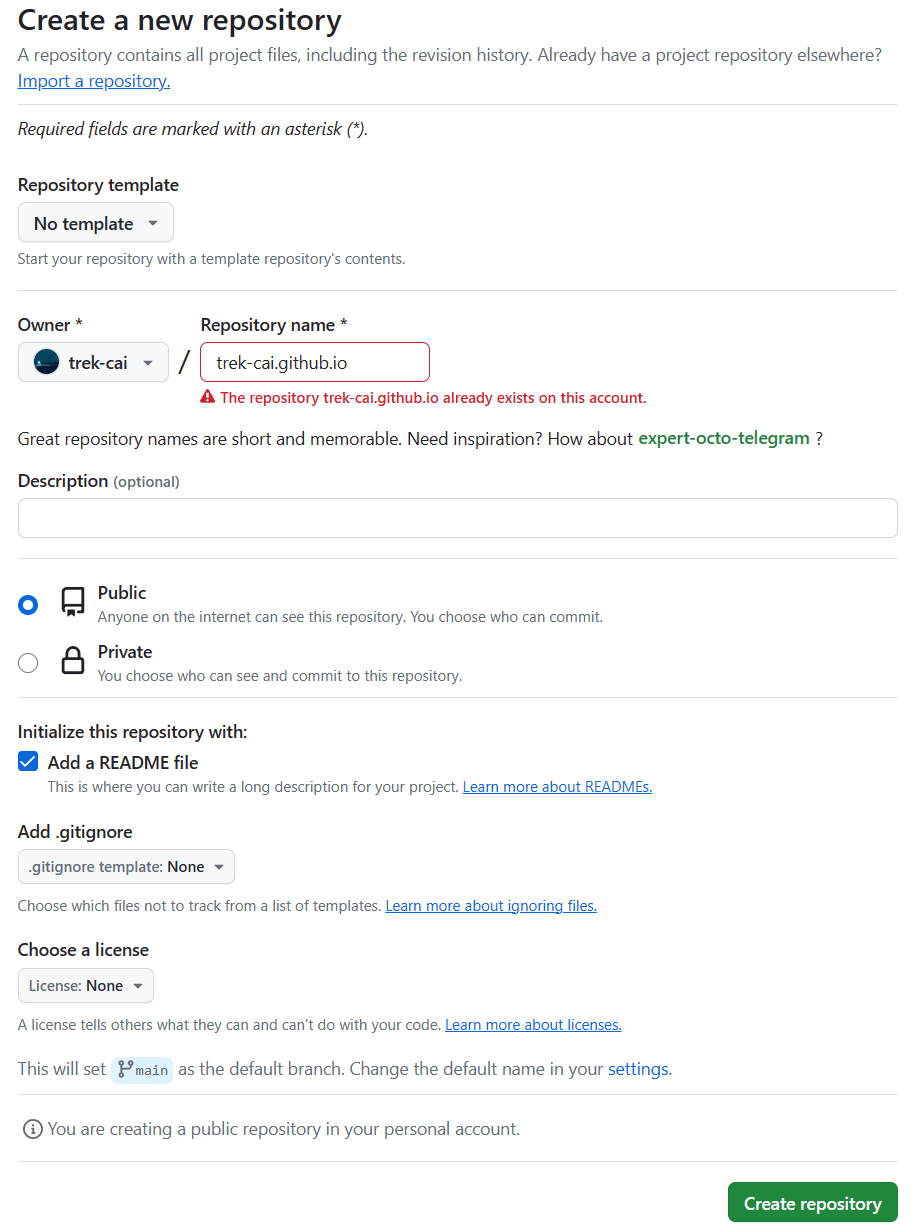 Create a new repository
A repository contains all project files, including the revision history. Already have a project repository elsewhere?
Import a repository.
Required fields are marked with an asterisk (*).
Repository template
No template
Start your repository with a template repository's contents.
Owner * Repository name *
trek-cai / trek-cai.github.io
The repository trek-cai.github.io already exists on this account.
Great repository names are short and memorable. Need inspiration? How about expert-octo-telegram ?
Description (optional)
Public
Anyone on the internet can see this repository. You choose who can commit.
Private
You choose who can see and commit to this repository.
Initialize this repository with:
Add a README file
This is where you can write a long description for your project. Learn more about READMEs.
Add .gitignore
.gitignore template: None
Choose which files not to track from a list of templates. Learn more about ignoring files.
Choose a license
License: None
A license tells others what they can and can't do with your code. Learn more about licenses.
This will set main as the default branch. Change the default name in your settings.
You are creating a public repository in your personal account.
Create repository